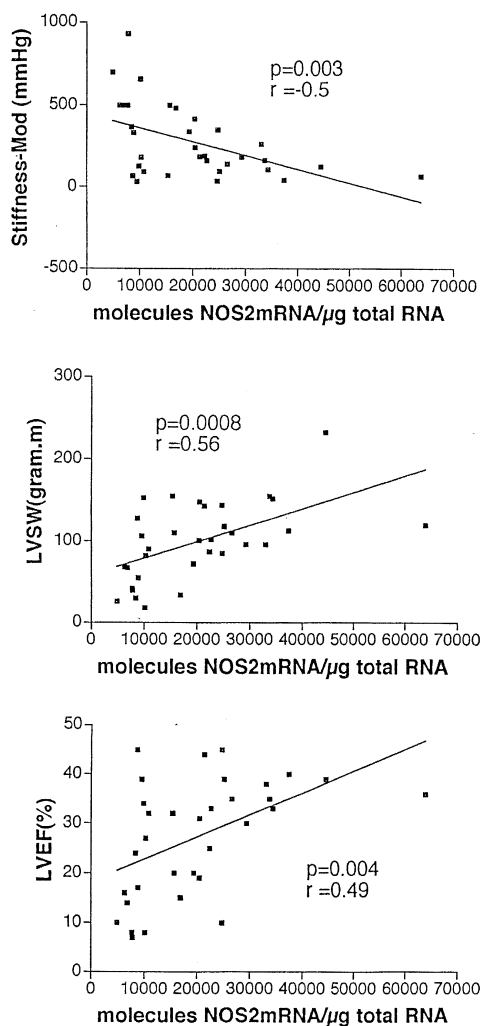 1000
500
0
-500
Stiffness-Mod (mmHg)
p=0.003
r =-0.5
0 10000 20000 30000 40000 50000 60000 70000
molecules NOS2mRNA/µg total RNA
300
200
100
0
LVSW(gram.m)
p=0.0008
r =0.56
0 10000 20000 30000 40000 50000 60000 70000
molecules NOS2mRNA/µg total RNA
50
40
30
20
10
0
LVEF(%)
p=0.004
r =0.49
0 10000 20000 30000 40000 50000 60000 70000
molecules NOS2mRNA/µg total RNA